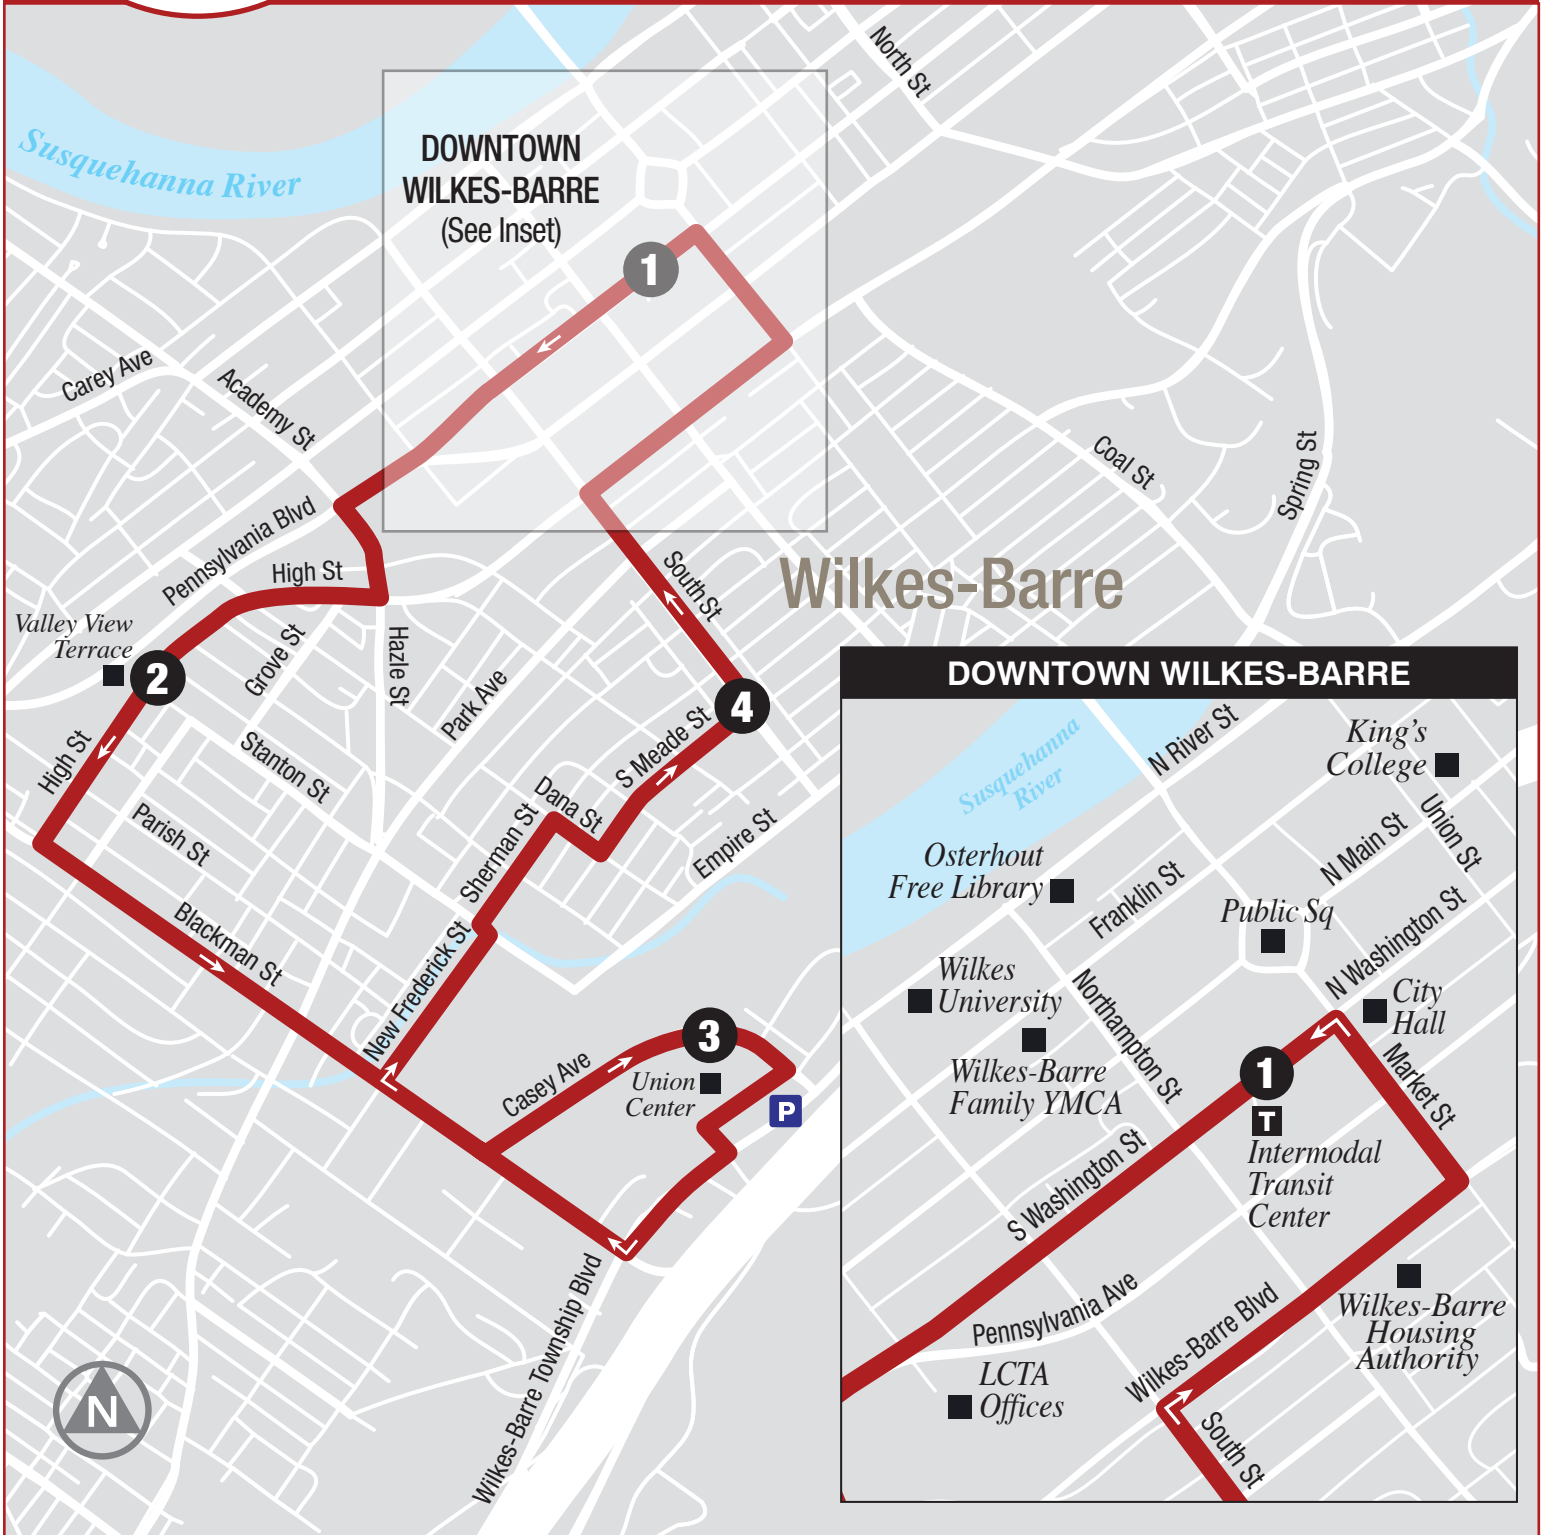 North St
Susquehanna River
DOWNTOWN
WILKES-BARRE
(See Inset)
1
Carey Ave
Academy St
Coal St
Spring St
Pennsylvania Blvd
High St
South St
Wilkes-Barre
Valley View
Terrace
2
Grove St
Hazle St
Park Ave
4
S Meade St
High St
Stanton St
Dana St
Parish St
Sherman St
Empire St
Blackman St
New Frederick St
3
Casey Ave
Union
Center
P
Wilkes-Barre Township Blvd
N
DOWNTOWN WILKES-BARRE
Susquehanna
River
N River St
King's
College
Union St
N Main St
Osterhout
Free Library
Franklin St
Public Sq
N Washington St
Wilkes
University
Northampton St
City
Hall
Wilkes-Barre
Family YMCA
1
Market St
T
Intermodal
Transit
Center
S Washington St
Pennsylvania Ave
Wilkes-Barre Blvd
Wilkes-Barre
Housing
Authority
LCTA
Offices
South St